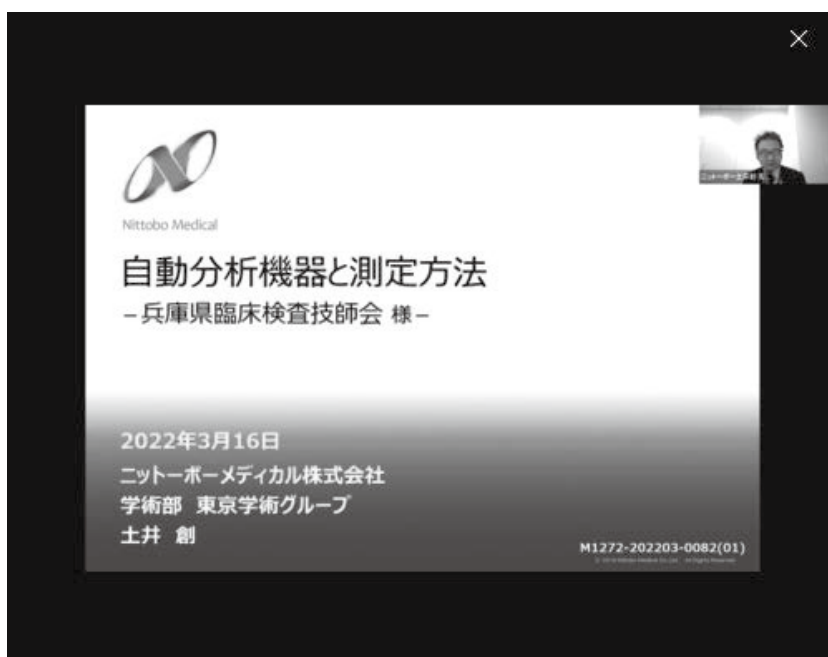 Nittobo Medical
自動分析機器と測定方法
–兵庫県臨床検査技師会 様–
2022年3月16日
ニットーボーメディカル株式会社
学術部 東京学術グループ
土井 創
M1272-202203-0082(01)